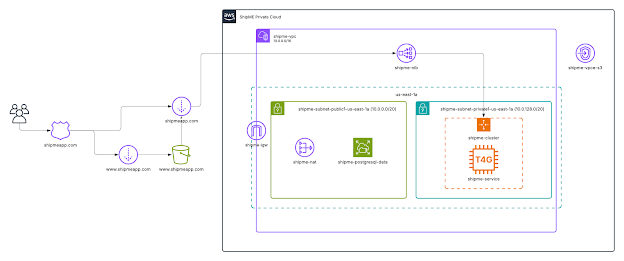 aws
ShipME Private Cloud
shipme-vpc
10.0.0.0/16
shipme-alb
shipme-vpce-s3
us-east-1a
shipme-subnet-public1-us-east-1a (10.0.0.0/20)
shipme-subnet-private1-us-east-1a (10.0.128.0/20)
shipmeapp.com
shipmeapp.com
www.shipmeapp.com
www.shipmeapp.com
shipme-igw
shipme-nat
shipme-postgresql-data
shipme-cluster
T4G
shipme-service